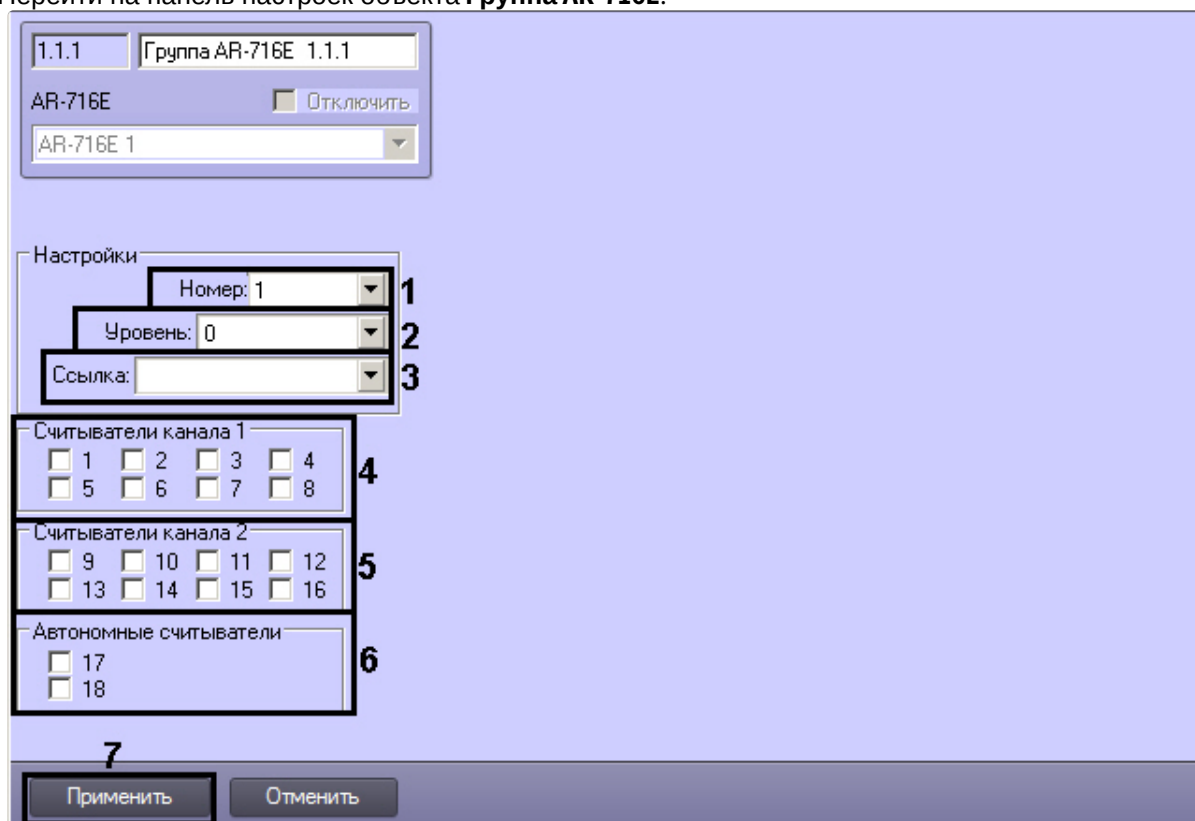 Перейти на панель настроек объекта Группа AR-716E.
1.1.1 Группа AR-716E 1.1.1
AR-716E Отключить
AR-716E 1
Настройки
Номер: 1 1
Уровень: 0 2
Ссылка: 3
Считыватели канала 1
1 2 3 4
5 6 7 8
4
Считыватели канала 2
9 10 11 12
13 14 15 16
5
Автономные считыватели
17
18
6
7
Применить Отменить